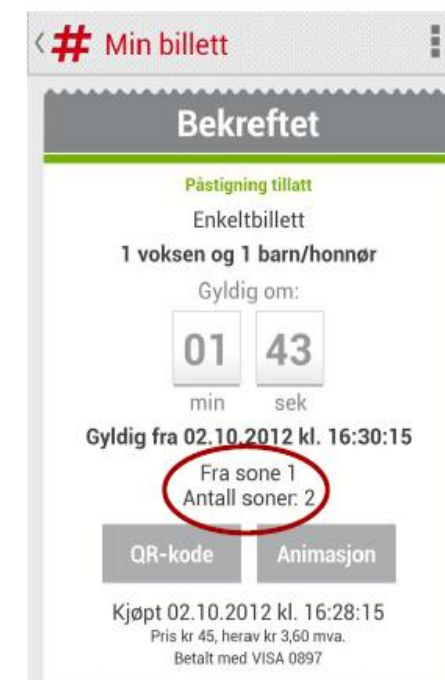 # Min billett
Bekreftet
Påstigning tillatt
Enkeltbillett
1 voksen og 1 barn/honnør
Gyldig om:
01 43
min sek
Gyldig fra 02.10.2012 kl. 16:30:15
Fra sone 1
Antall soner: 2
QR-kode Animasjon
Kjøpt 02.10.2012 kl. 16:28:15
Pris kr 45, herav kr 3,60 mva.
Betalt med VISA 0897